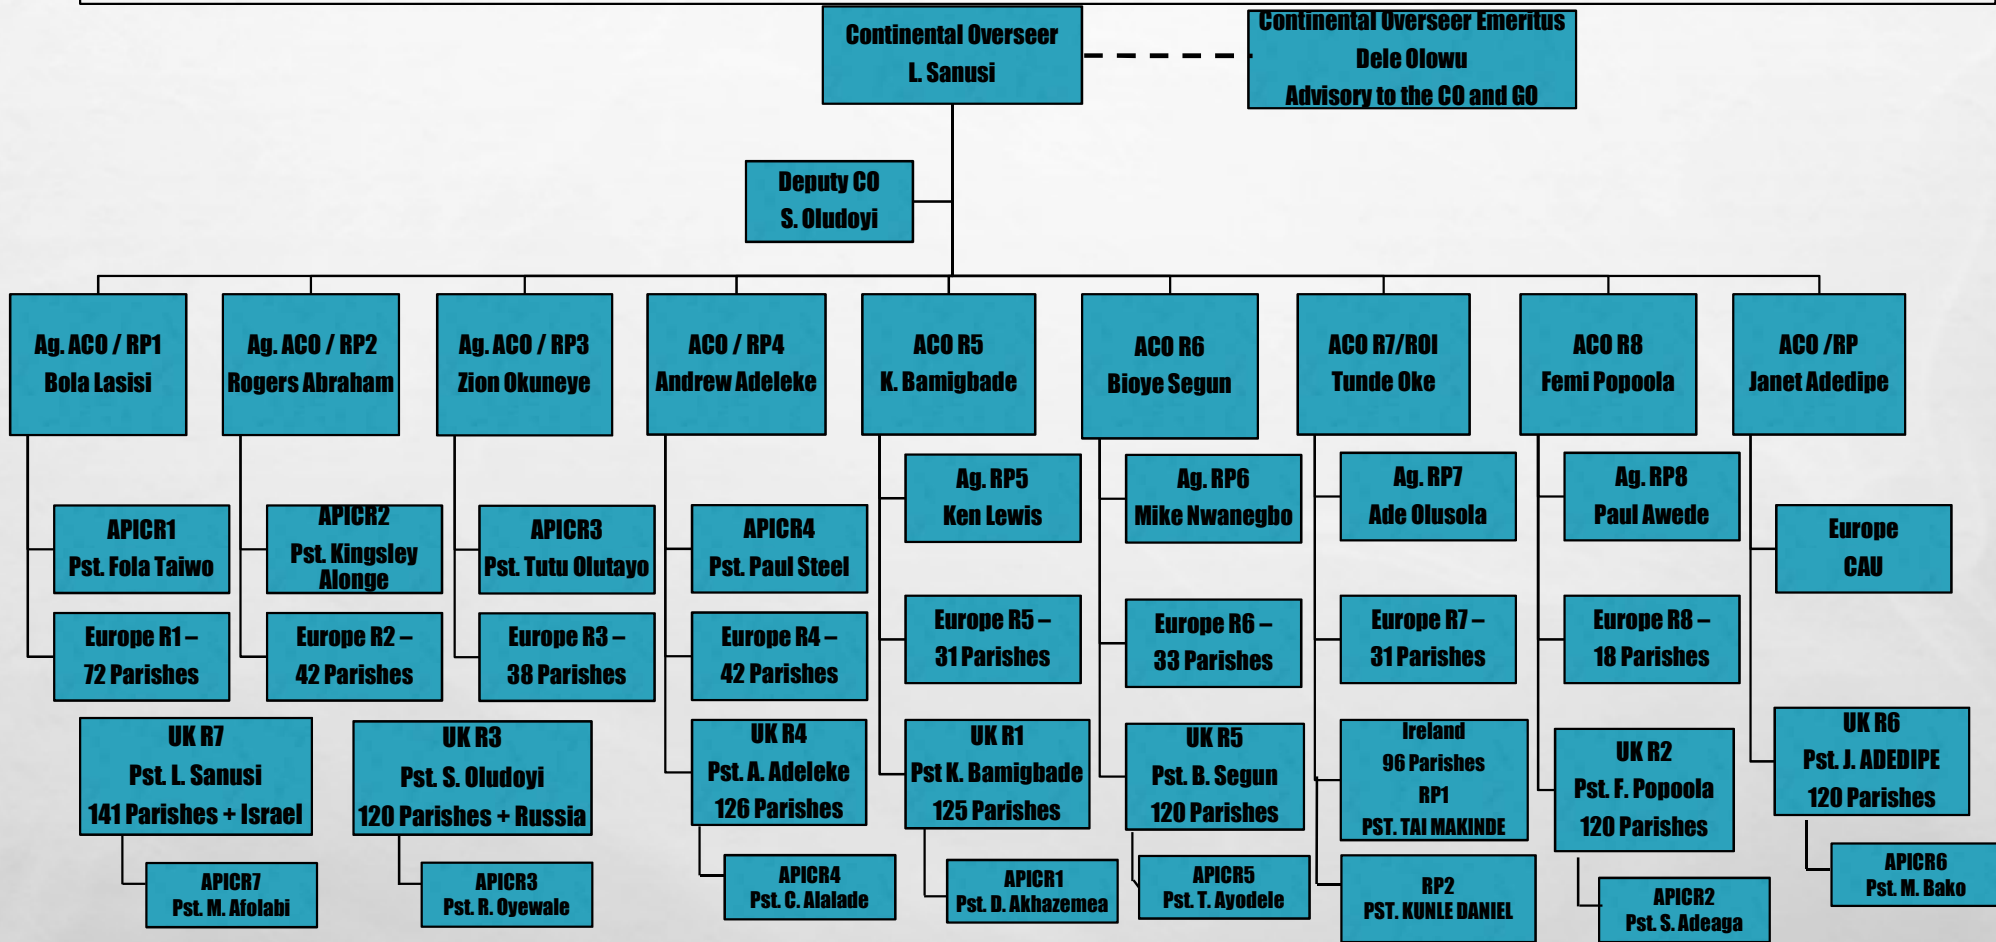 Continental Overseer
L. Sanusi
Continental Overseer Emeritus
Dele Olowu
Advisory to the CO and GO
Deputy CO
S. Oludoyi
Ag. ACO / RP1
Bola Lasisi
Ag. ACO / RP2
Rogers Abraham
Ag. ACO / RP3
Zion Okuneye
ACO / RP4
Andrew Adeleke
ACO R5
K. Bamigbade
ACO R6
Bioye Segun
ACO R7/ROI
Tunde Oke
ACO R8
Femi Popoola
ACO /RP
Janet Adedipe
APICR1
Pst. Fola Taiwo
APICR2
Pst. Kingsley
Alonge
APICR3
Pst. Tutu Olutayo
APICR4
Pst. Paul Steel
Ag. RP5
Ken Lewis
Ag. RP6
Mike Nwanegbo
Ag. RP7
Ade Olusola
Ag. RP8
Paul Awede
Europe
CAU
Europe R1 –
72 Parishes
Europe R2 –
42 Parishes
Europe R3 –
38 Parishes
Europe R4 –
42 Parishes
Europe R5 –
31 Parishes
Europe R6 –
33 Parishes
Europe R7 –
31 Parishes
Europe R8 –
18 Parishes
UK R7
Pst. L. Sanusi
141 Parishes + Israel
UK R3
Pst. S. Oludoyi
120 Parishes + Russia
UK R4
Pst. A. Adeleke
126 Parishes
UK R1
Pst K. Bamigbade
125 Parishes
UK R5
Pst. B. Segun
120 Parishes
Ireland
96 Parishes
RP1
PST. TAI MAKINDE
UK R2
Pst. F. Popoola
120 Parishes
UK R6
Pst. J. ADEDIPE
120 Parishes
APICR7
Pst. M. Afolabi
APICR3
Pst. R. Oyewale
APICR4
Pst. C. Alalade
APICR1
Pst. D. Akhazemea
APICR5
Pst. T. Ayodele
RP2
PST. KUNLE DANIEL
APICR2
Pst. S. Adeaga
APICR6
Pst. M. Bako